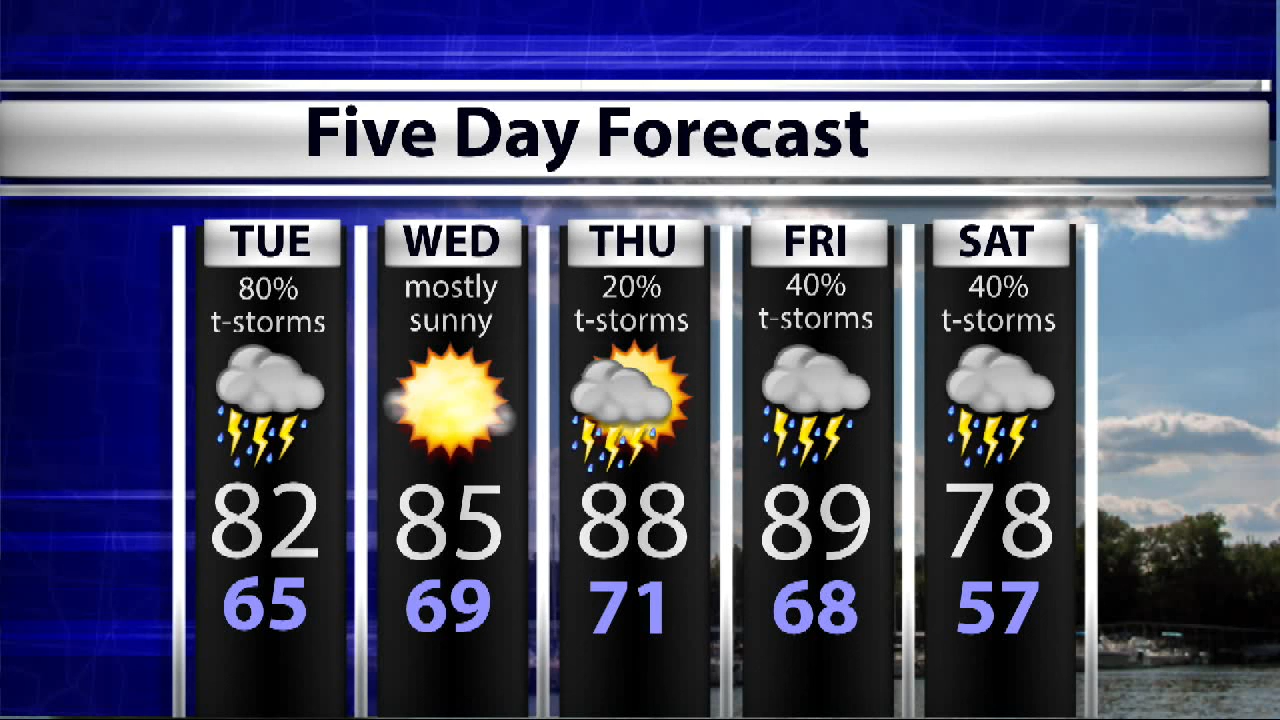 Five Day Forecast
TUE
80%
t-storms
82
65
WED
mostly
sunny
85
69
THU
20%
t-storms
88
71
FRI
40%
t-storms
89
68
SAT
40%
t-storms
78
57